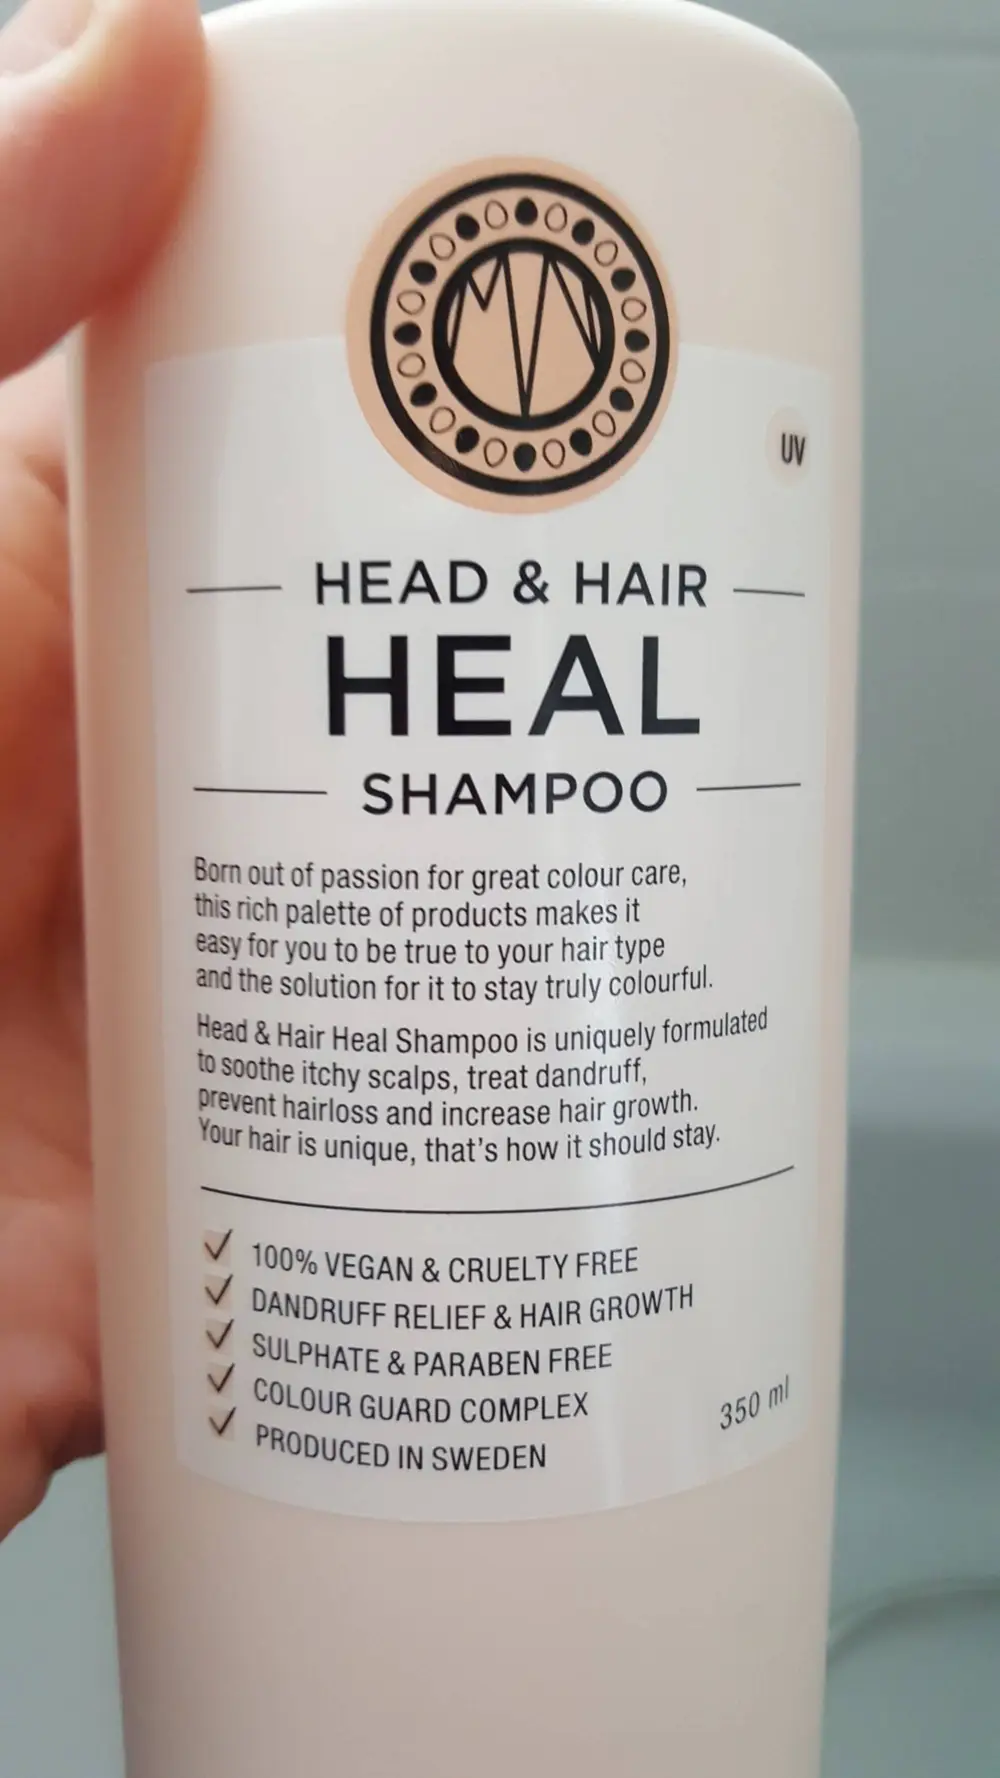 UV
HEAD & HAIR
HEAL
SHAMPOO
Born out of passion for great colour care,
this rich palette of products makes it
easy for you to be true to your hair type
and the solution for it to stay truly colourful.
Head & Hair Heal Shampoo is uniquely formulated
to soothe itchy scalps, treat dandruff,
prevent hairloss and increase hair growth.
Your hair is unique, that's how it should stay.
100% VEGAN & CRUELTY FREE
DANDRUFF RELIEF & HAIR GROWTH
SULPHATE & PARABEN FREE
COLOUR GUARD COMPLEX
PRODUCED IN SWEDEN
350 ml